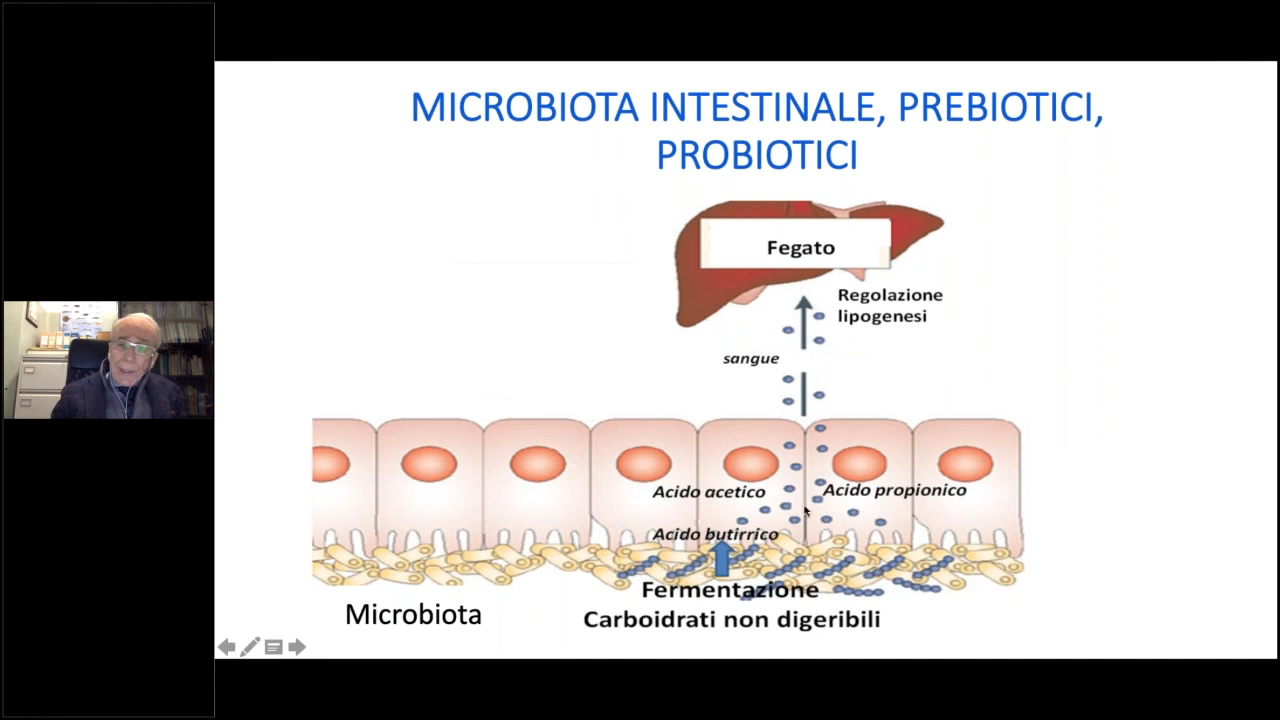 MICROBIOTA INTESTINALE, PREBIOTICI,
PROBIOTICI
Fegato
Regolazione
lipogenesi
sangue
Acido acetico
Acido propionico
Acido butirrico
Fermentazione
Carboidrati non digeribili
Microbiota